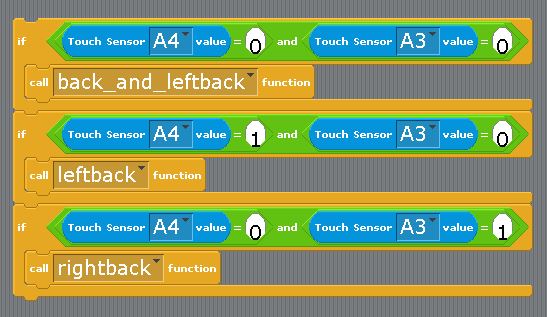 if Touch Sensor A4 value = 0 and Touch Sensor A3 value = 0
call back_and_leftback function
if Touch Sensor A4 value = 1 and Touch Sensor A3 value = 0
call leftback function
if Touch Sensor A4 value = 0 and Touch Sensor A3 value = 1
call rightback function